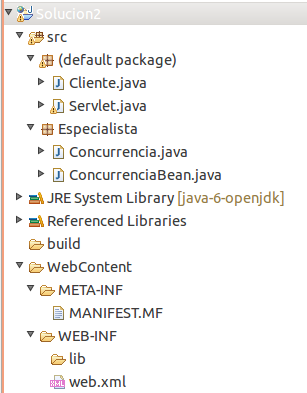 Solucion2
src
(default package)
Cliente.java
Servlet.java
Especialista
Concurrencia.java
ConcurrenciaBean.java
JRE System Library [java-6-openjdk]
Referenced Libraries
build
WebContent
META-INF
MANIFEST.MF
WEB-INF
lib
web.xml